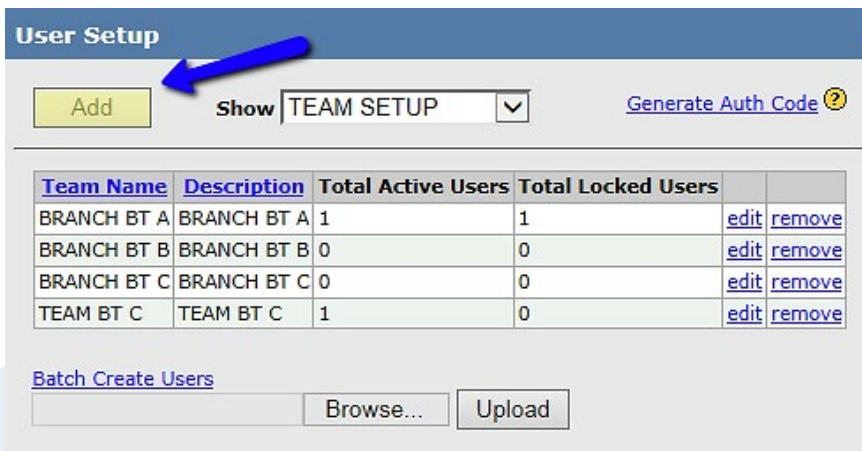 User Setup
Add Show TEAM SETUP Generate Auth Code ?
Team Name Description Total Active Users Total Locked Users
BRANCH BT A BRANCH BT A 1 1 edit remove
BRANCH BT B BRANCH BT B 0 0 edit remove
BRANCH BT C BRANCH BT C 0 0 edit remove
TEAM BT C TEAM BT C 1 0 edit remove
Batch Create Users
Browse... Upload